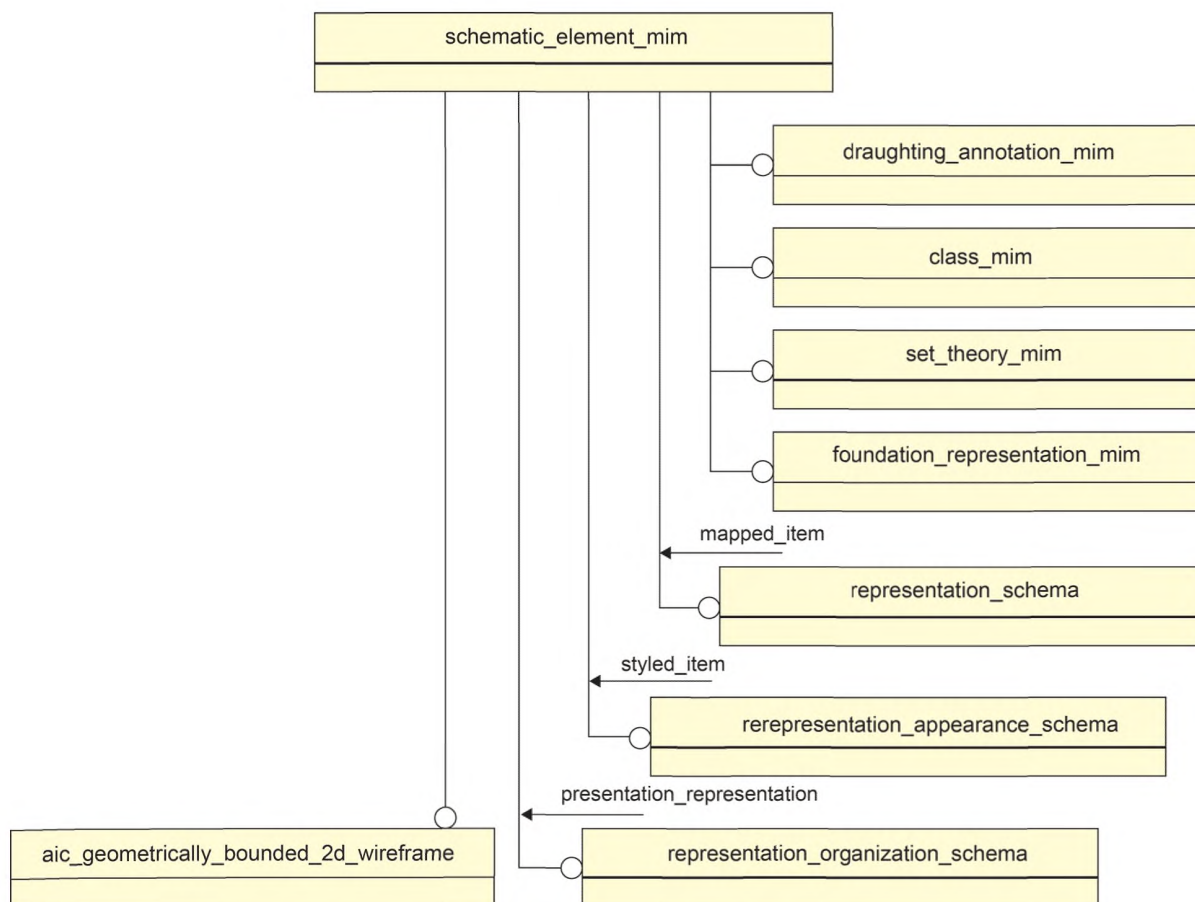 schematic_element_mim
draughting_annotation_mim
class_mim
set_theory_mim
foundation_representation_mim
mapped_item
representation_schema
styled_item
rerepresentation_appearance_schema
presentation_representation
aic_geometrically_bounded_2d_wireframe
representation_organization_schema